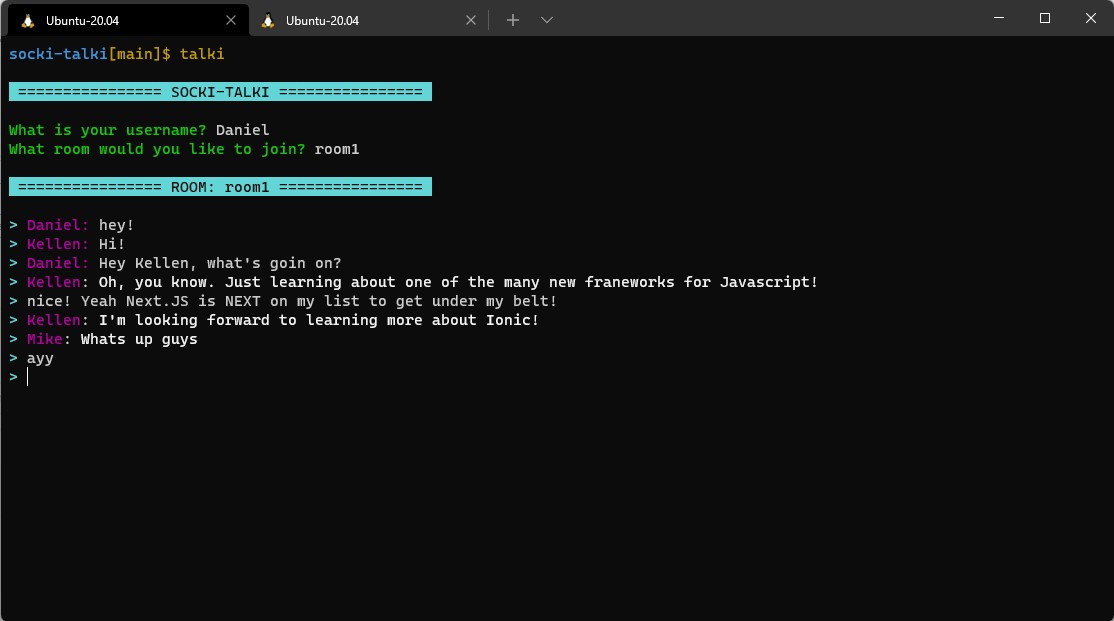 Ubuntu-20.04 Ubuntu-20.04
socki-talki[main]$ talki
================ SOCKI-TALKI ================
What is your username? Daniel
What room would you like to join? room1
================ ROOM: room1 ================
> Daniel: hey!
> Kellen: Hi!
> Daniel: Hey Kellen, what's goin on?
> Kellen: Oh, you know. Just learning about one of the many new franeworks for Javascript!
> nice! Yeah Next.JS is NEXT on my list to get under my belt!
> Kellen: I'm looking forward to learning more about Ionic!
> Mike: Whats up guys
> ayy
>